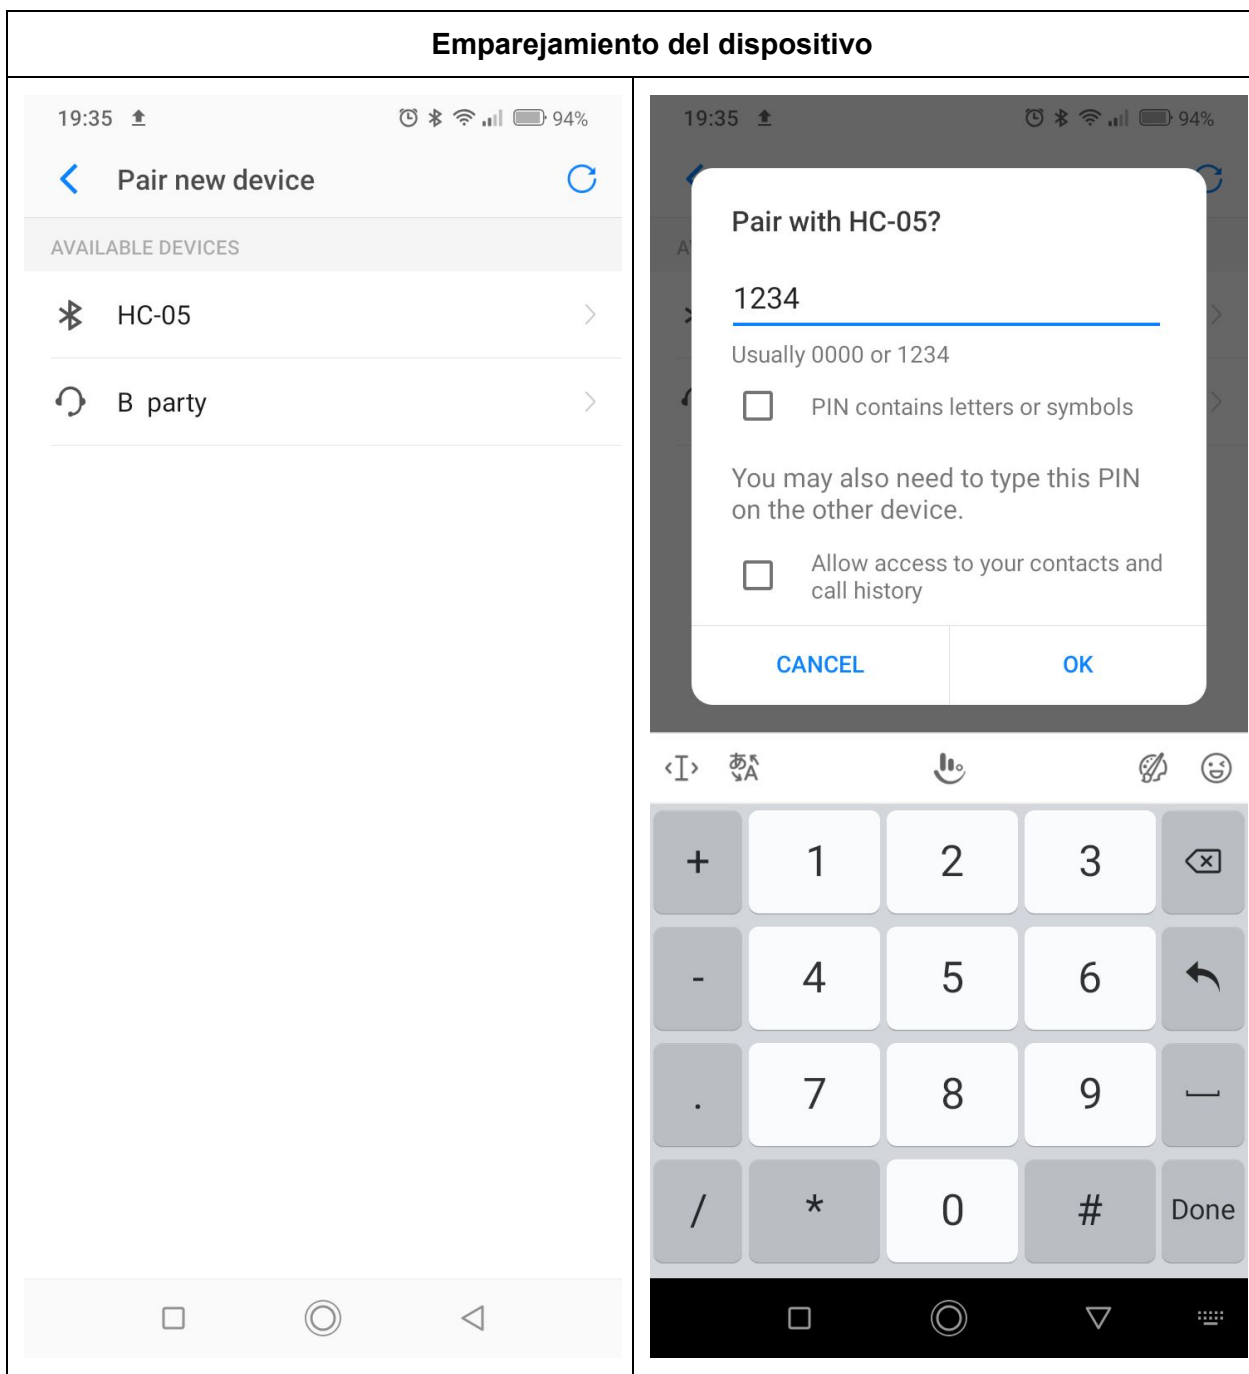 Emparejamiento del dispositivo
19:35 94%
Pair new device
AVAILABLE DEVICES
HC-05
B party
19:35 94%
A
Pair with HC-05?
1234
Usually 0000 or 1234
PIN contains letters or symbols
You may also need to type this PIN
on the other device.
Allow access to your contacts and
call history
CANCEL OK
あA
+ 1 2 3
- 4 5 6
. 7 8 9
/ * 0 # Done